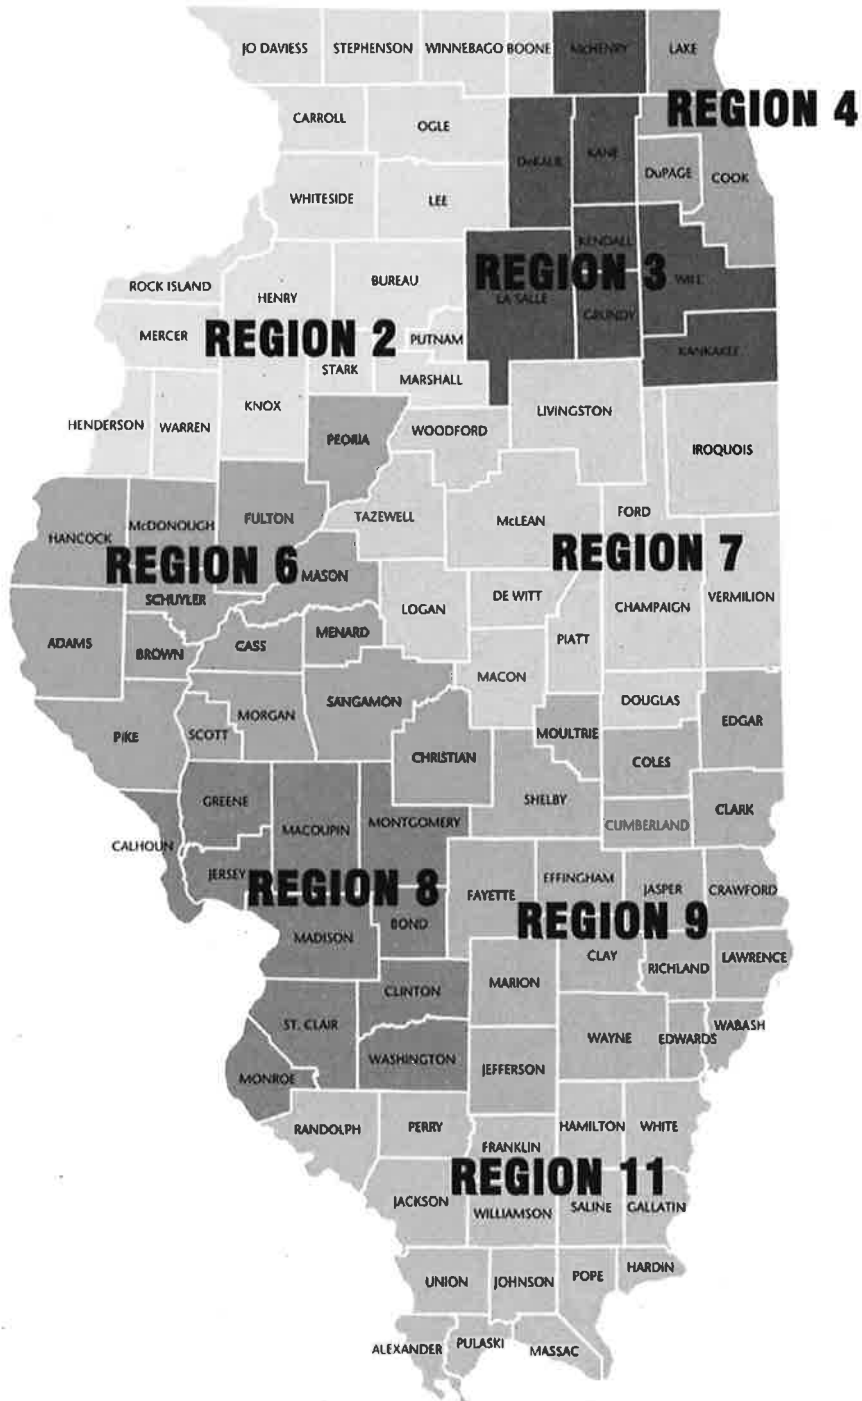 JO DAVIESS STEPHENSON WINNEBAGO BOONE McHENRY LAKE
REGION 4
CARROLL OGLE
DeKALB KANE
DuPAGE COOK
WHITESIDE LEE
KENDALL
REGION 3
ROCK ISLAND HENRY BUREAU LA SALLE WILL
GRUNDY
MERCER REGION 2 PUTNAM KANKAKEE
STARK MARSHALL
HENDERSON WARREN KNOX PEORIA WOODFORD LIVINGSTON IROQUOIS
HANCOCK McDONOUGH FULTON TAZEWELL McLEAN FORD
REGION 6 REGION 7
MASON
SCHUYLER LOGAN DE WITT CHAMPAIGN VERMILION
ADAMS BROWN CASS MENARD PIATT
MACON
PIKE SCOTT MORGAN SANGAMON DOUGLAS EDGAR
MOULTRIE
CHRISTIAN COLES
GREENE SHELBY CLARK
MACOUPIN MONTGOMERY CUMBERLAND
CALHOUN
JERSEY REGION 8 FAYETTE EFFINGHAM JASPER CRAWFORD
REGION 9
MADISON BOND
CLAY RICHLAND LAWRENCE
CLINTON MARION
ST. CLAIR WAYNE EDWARDS WABASH
MONROE WASHINGTON JEFFERSON
RANDOLPH PERRY HAMILTON WHITE
FRANKLIN
REGION 11
JACKSON WILLIAMSON SALINE GALLATIN
UNION JOHNSON POPE HARDIN
ALEXANDER PULASKI MASSAC